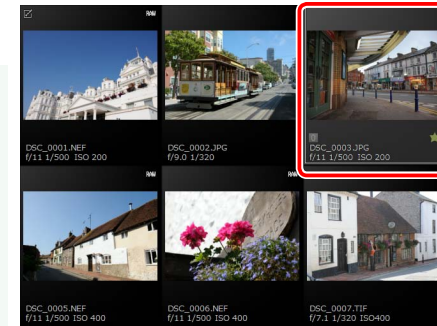 RAW
DSC_0001.NEF
f/11 1/500 ISO 200
DSC_0002.JPG
f/9.0 1/320
DSC_0003.JPG
f/11 1/500 ISO 200
RAW
DSC_0005.NEF
f/11 1/500 ISO 400
RAW
DSC_0006.NEF
f/11 1/500 ISO 400
DSC_0007.TIF
f/7.1 1/320 ISO400